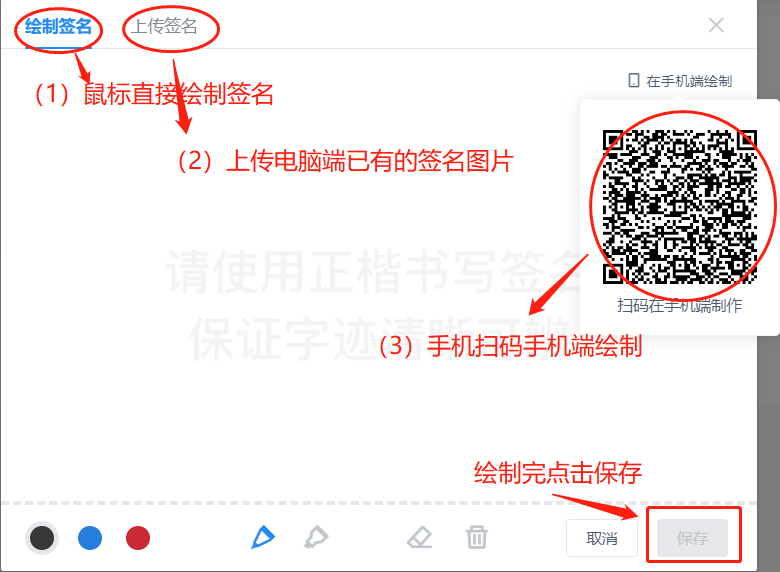 绘制签名
上传签名
在手机端绘制
（1）鼠标直接绘制签名
（2）上传电脑端已有的签名图片
请使用正楷书写签名
扫码在手机端制作
保证字迹清晰可辨
（3）手机扫码手机端绘制
绘制完点击保存
取消
保存